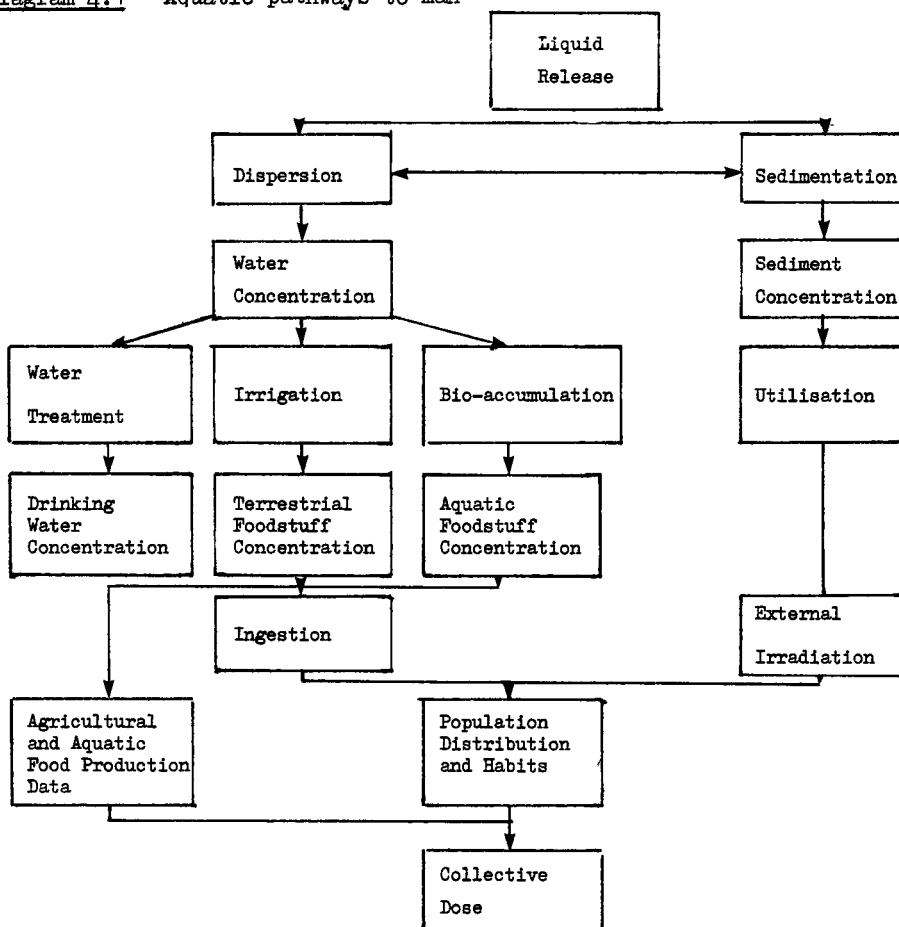 Diagram 4.1 Aquatic pathways to man
Liquid
Release
Dispersion
Sedimentation
Water
Concentration
Sediment
Concentration
Water
Treatment
Irrigation
Bio-accumulation
Utilisation
Drinking
Water
Concentration
Terrestrial
Foodstuff
Concentration
Aquatic
Foodstuff
Concentration
Ingestion
External
Irradiation
Agricultural
and Aquatic
Food Production
Data
Population
Distribution
and Habits
Collective
Dose